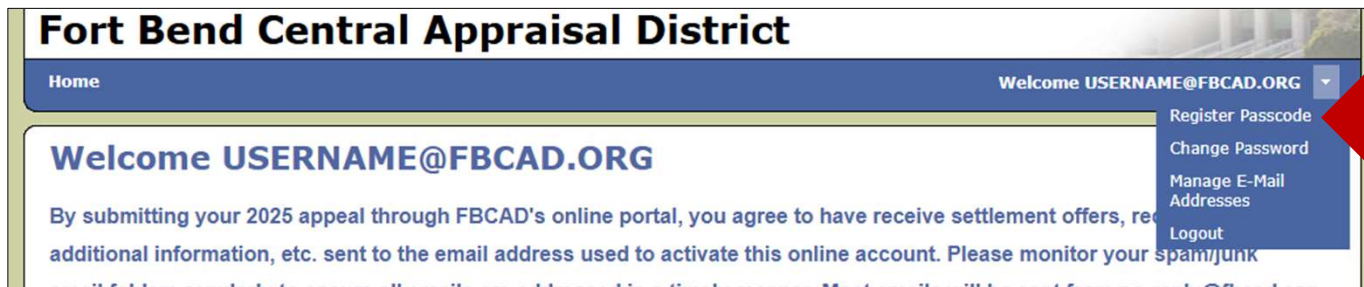 Fort Bend Central Appraisal District
Home
Welcome USERNAME@FBCAD.ORG
Register Passcode
Change Password
Manage E-Mail
Addresses
Logout
Welcome USERNAME@FBCAD.ORG
By submitting your 2025 appeal through FBCAD's online portal, you agree to have receive settlement offers,
additional information, etc. sent to the email address used to activate this online account. Please monitor your spam/junk